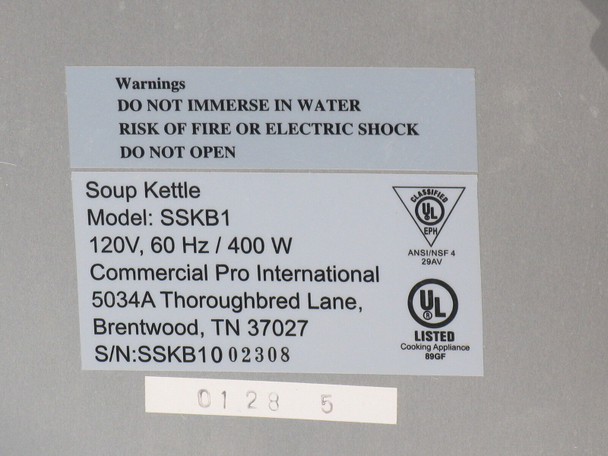 Warnings
DO NOT IMMERSE IN WATER
RISK OF FIRE OR ELECTRIC SHOCK
DO NOT OPEN
Soup Kettle
Model: SSKB1
120V, 60 Hz / 400 W
Commercial Pro International
5034A Thoroughbred Lane,
Brentwood, TN 37027
S/N:SSKB10 02308
CLASSIFIED
UL
EPH
ANSI/NSF 4
29AV
UL
LISTED
Cooking Appliance
89GF
0128 5